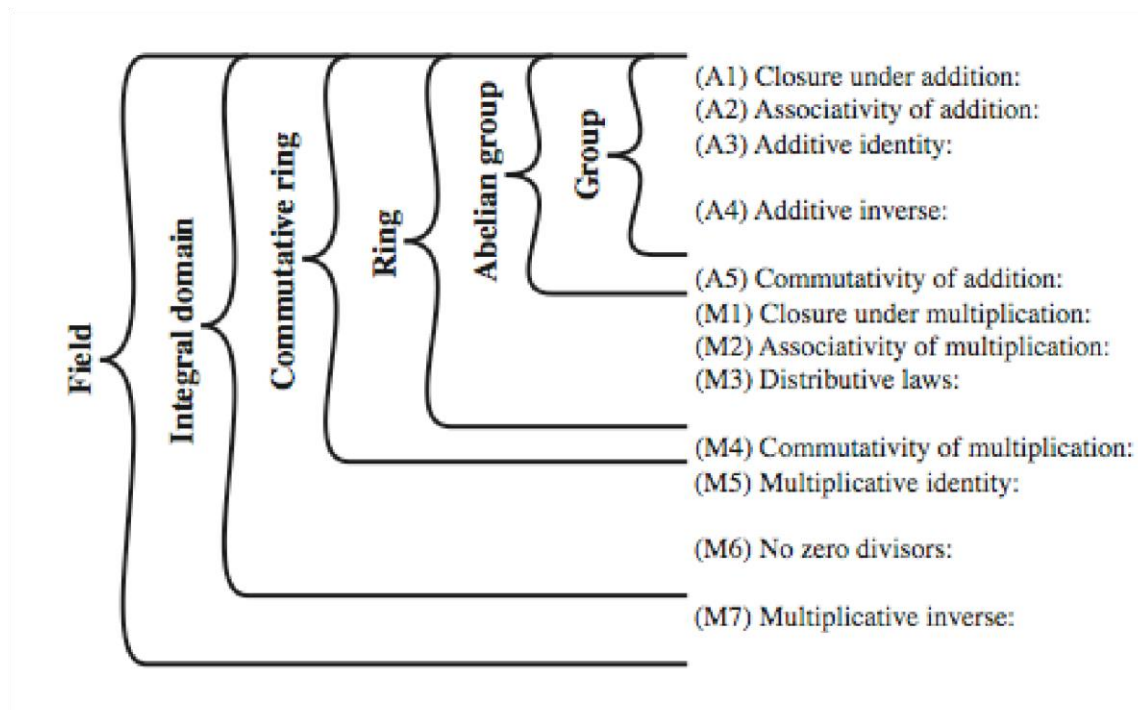 Field
Integral domain
Commutative ring
Ring
Abelian group
Group
(A1) Closure under addition:
(A2) Associativity of addition:
(A3) Additive identity:
(A4) Additive inverse:
(A5) Commutativity of addition:
(M1) Closure under multiplication:
(M2) Associativity of multiplication:
(M3) Distributive laws:
(M4) Commutativity of multiplication:
(M5) Multiplicative identity:
(M6) No zero divisors:
(M7) Multiplicative inverse: